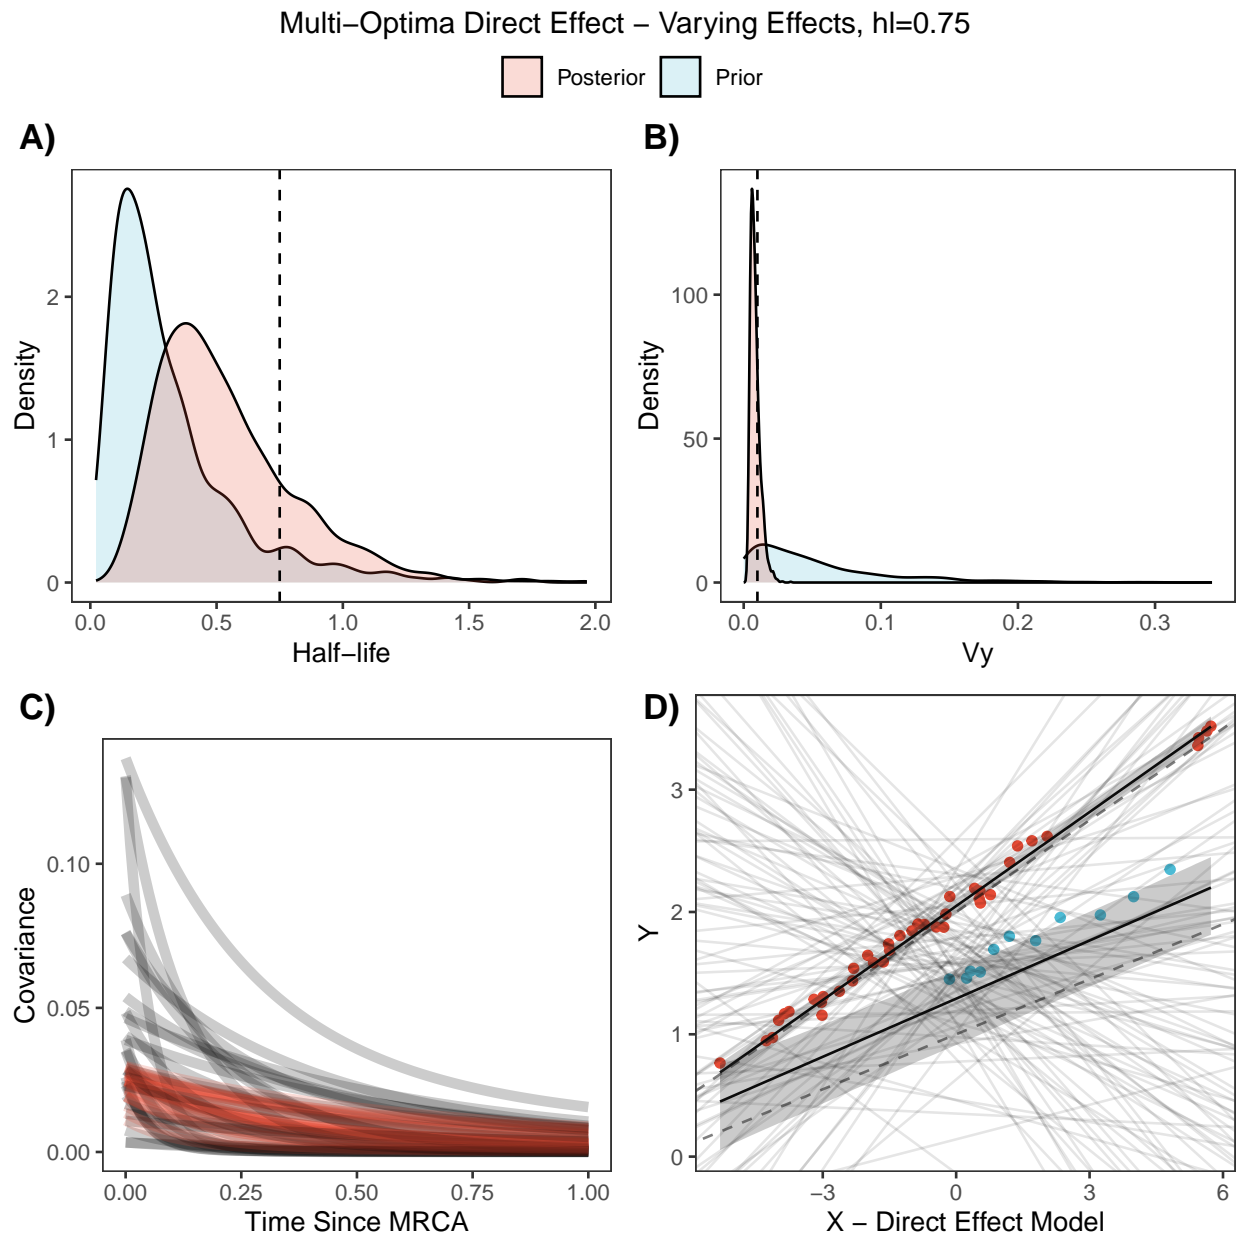 Multi−Optima Direct Effect − Varying Effects, hl=0.75
Posterior Prior
A)
2
1
0
Density
0.0 0.5 1.0 1.5 2.0
Half−life
B)
100
50
0
Density
0.0 0.1 0.2 0.3
Vy
C)
0.10
0.05
0.00
Covariance
0.00 0.25 0.50 0.75 1.00
Time Since MRCA
D)
3
2
1
0
Y
−3 0 3 6
X − Direct Effect Model